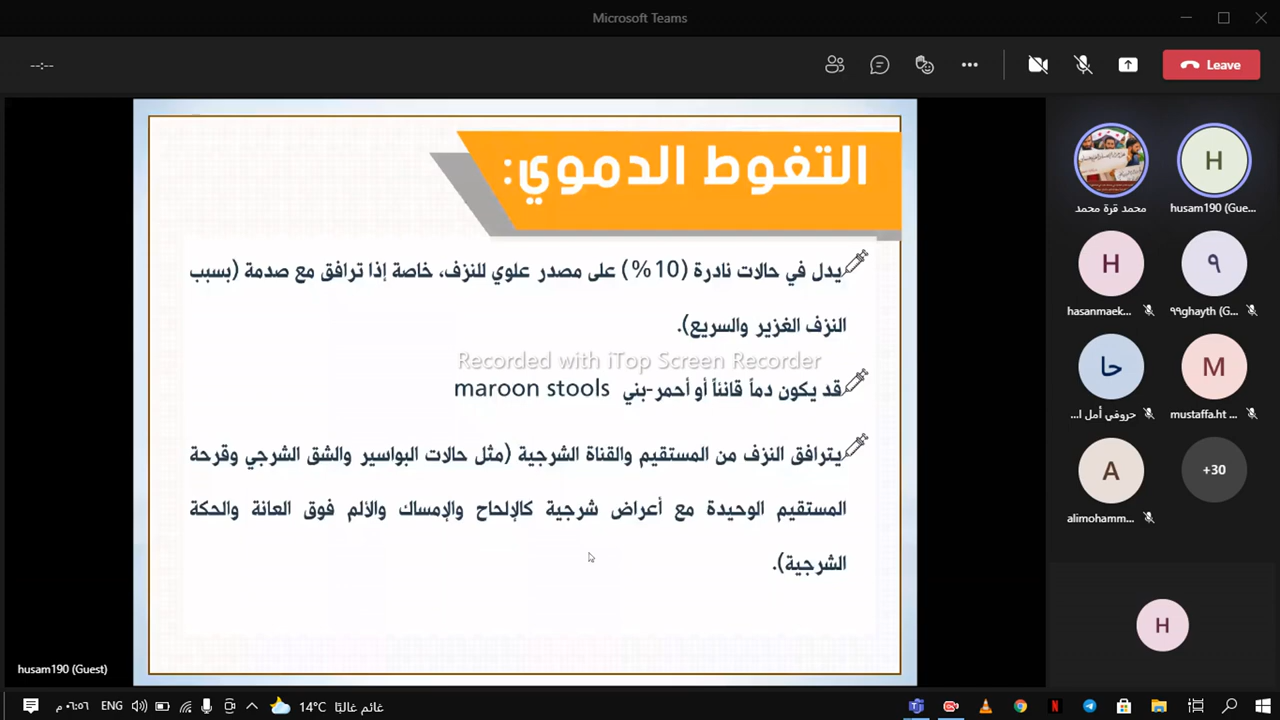 Microsoft Teams
--:--
Leave
التغوط الدموي:
يدل في حالات نادرة (10%) على مصدر علوي للنزف، خاصة إذا ترافق مع صدمة (بسبب
النزف الغزير والسريع).
Recorded with iTop Screen Recorder
قد يكون دماً قانئاً أو أحمر-بني maroon stools
يترافق النزف من المستقيم والقناة الشرجية (مثل حالات البواسير والشق الشرجي وقرحة
المستقيم الوحيدة مع أعراض شرجية كالإلحاح والإمساك والألم فوق العانة والحكة
الشرجية).
husam190 (Guest)
محمد قرة محمد
H
husam190 (Gue...
H
hasanmaek...
٩
٩٩ghayth (G...
حا
حروفي أمل ا...
M
mustaffa.ht ...
A
alimohamm...
+30
H
م ٠٦:٥٦
ENG
14°C
غائم غالبًا